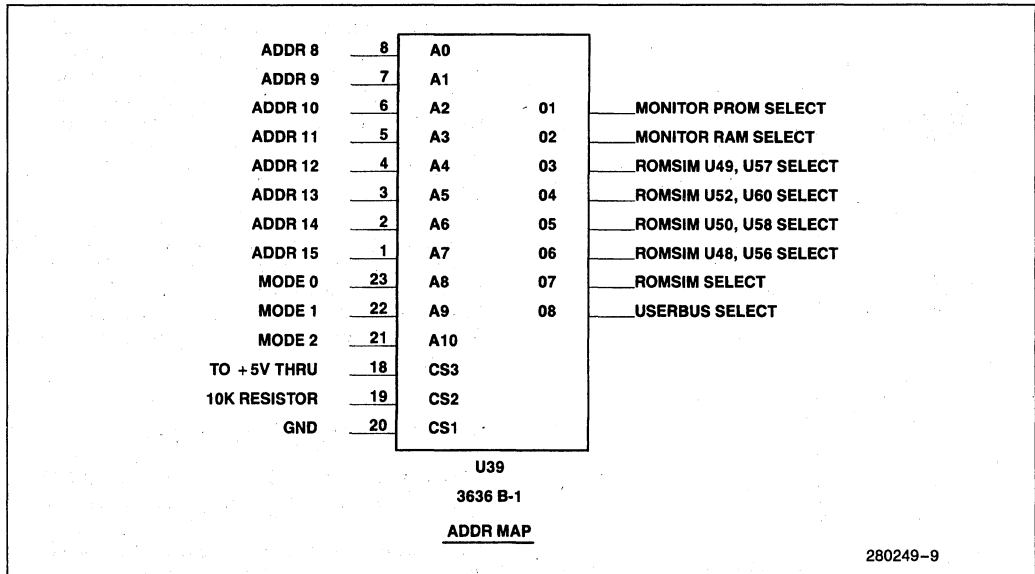 ADDR 8 8 A0
ADDR 9 7 A1
ADDR 10 6 A2 01 MONITOR PROM SELECT
ADDR 11 5 A3 02 MONITOR RAM SELECT
ADDR 12 4 A4 03 ROMSIM U49, U57 SELECT
ADDR 13 3 A5 04 ROMSIM U52, U60 SELECT
ADDR 14 2 A6 05 ROMSIM U50, U58 SELECT
ADDR 15 1 A7 06 ROMSIM U48, U56 SELECT
MODE 0 23 A8 07 ROMSIM SELECT
MODE 1 22 A9 08 USERBUS SELECT
MODE 2 21 A10
TO +5V THRU 18 CS3
10K RESISTOR 19 CS2
GND 20 CS1
U39
3636 B-1
ADDR MAP
280249-9